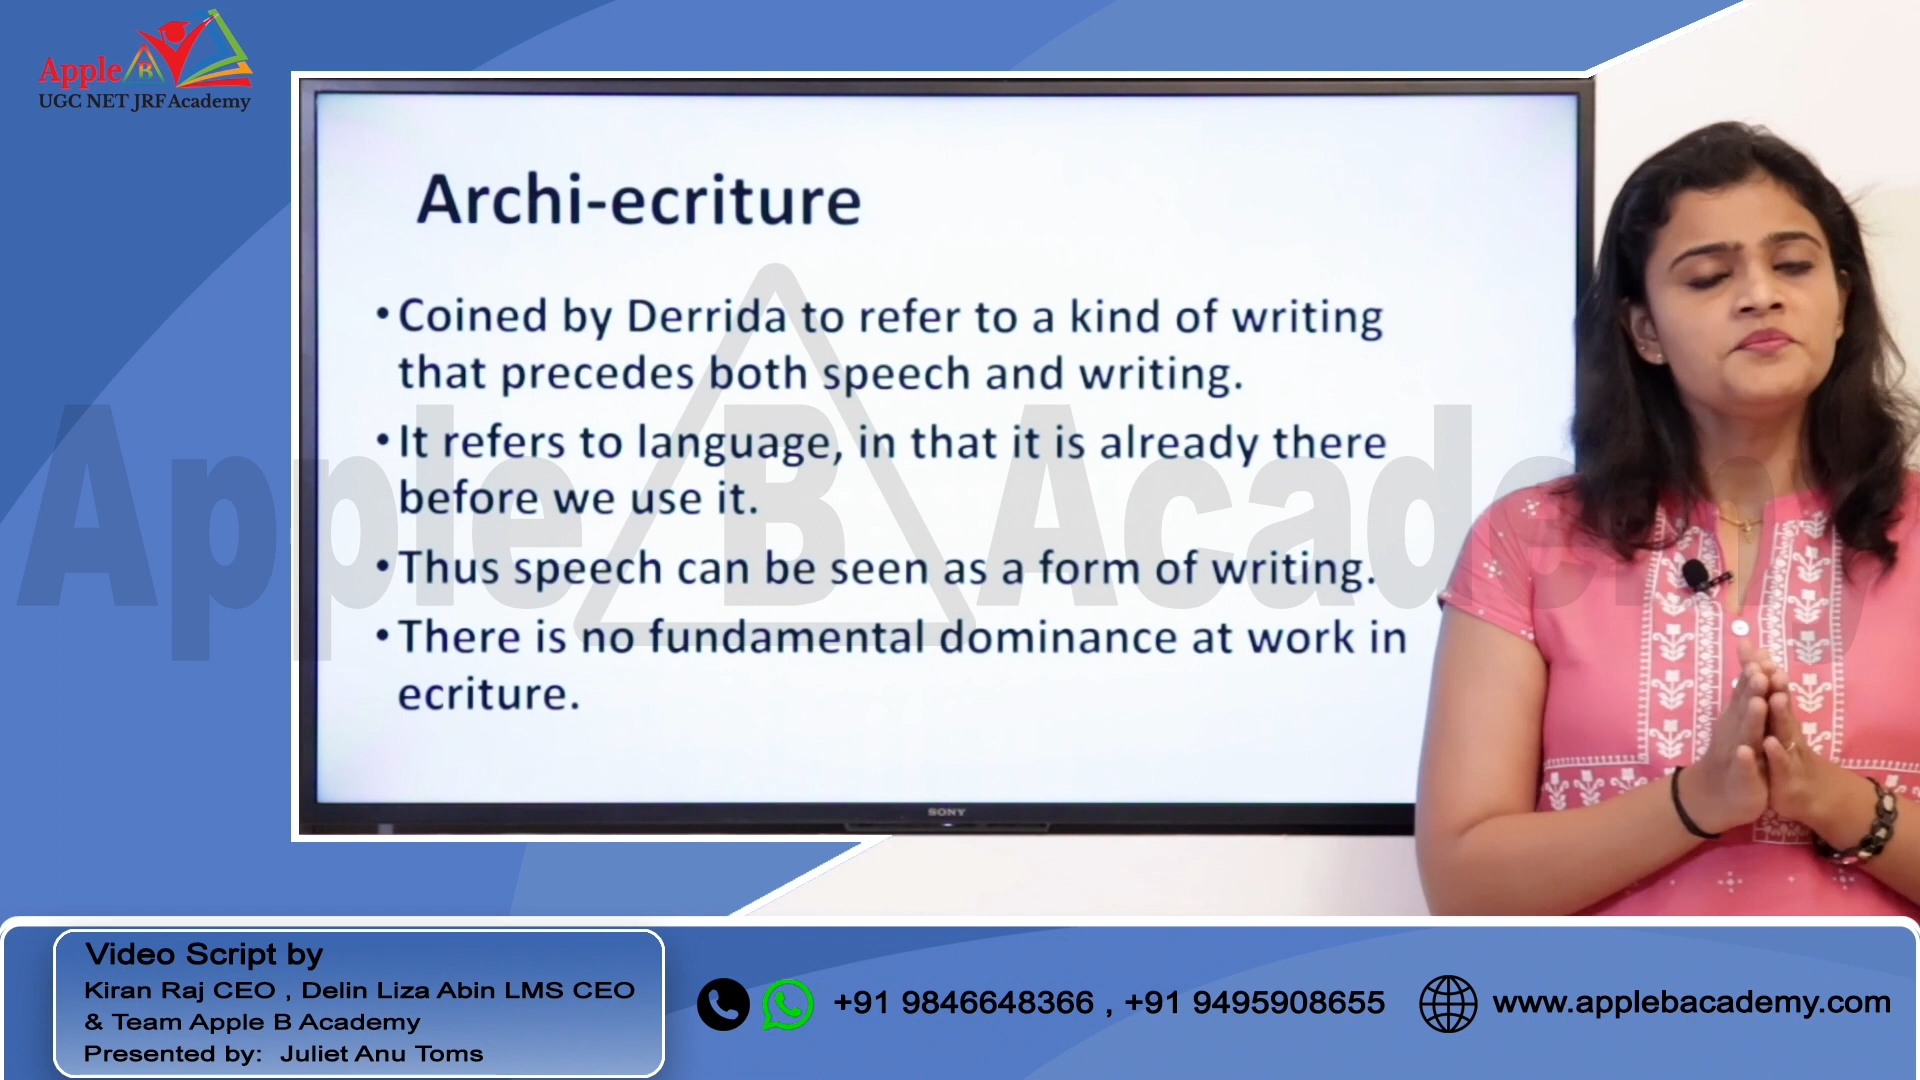 Apple B
UGC NET JRF Academy
Archi-ecriture
• Coined by Derrida to refer to a kind of writing
that precedes both speech and writing.
• It refers to language, in that it is already there
before we use it.
• Thus speech can be seen as a form of writing.
• There is no fundamental dominance at work in
ecriture.
Apple B Academy
SONY
Video Script by
Kiran Raj CEO , Delin Liza Abin LMS CEO
& Team Apple B Academy
Presented by: Juliet Anu Toms
+91 9846648366 , +91 9495908655
www.applebacademy.com